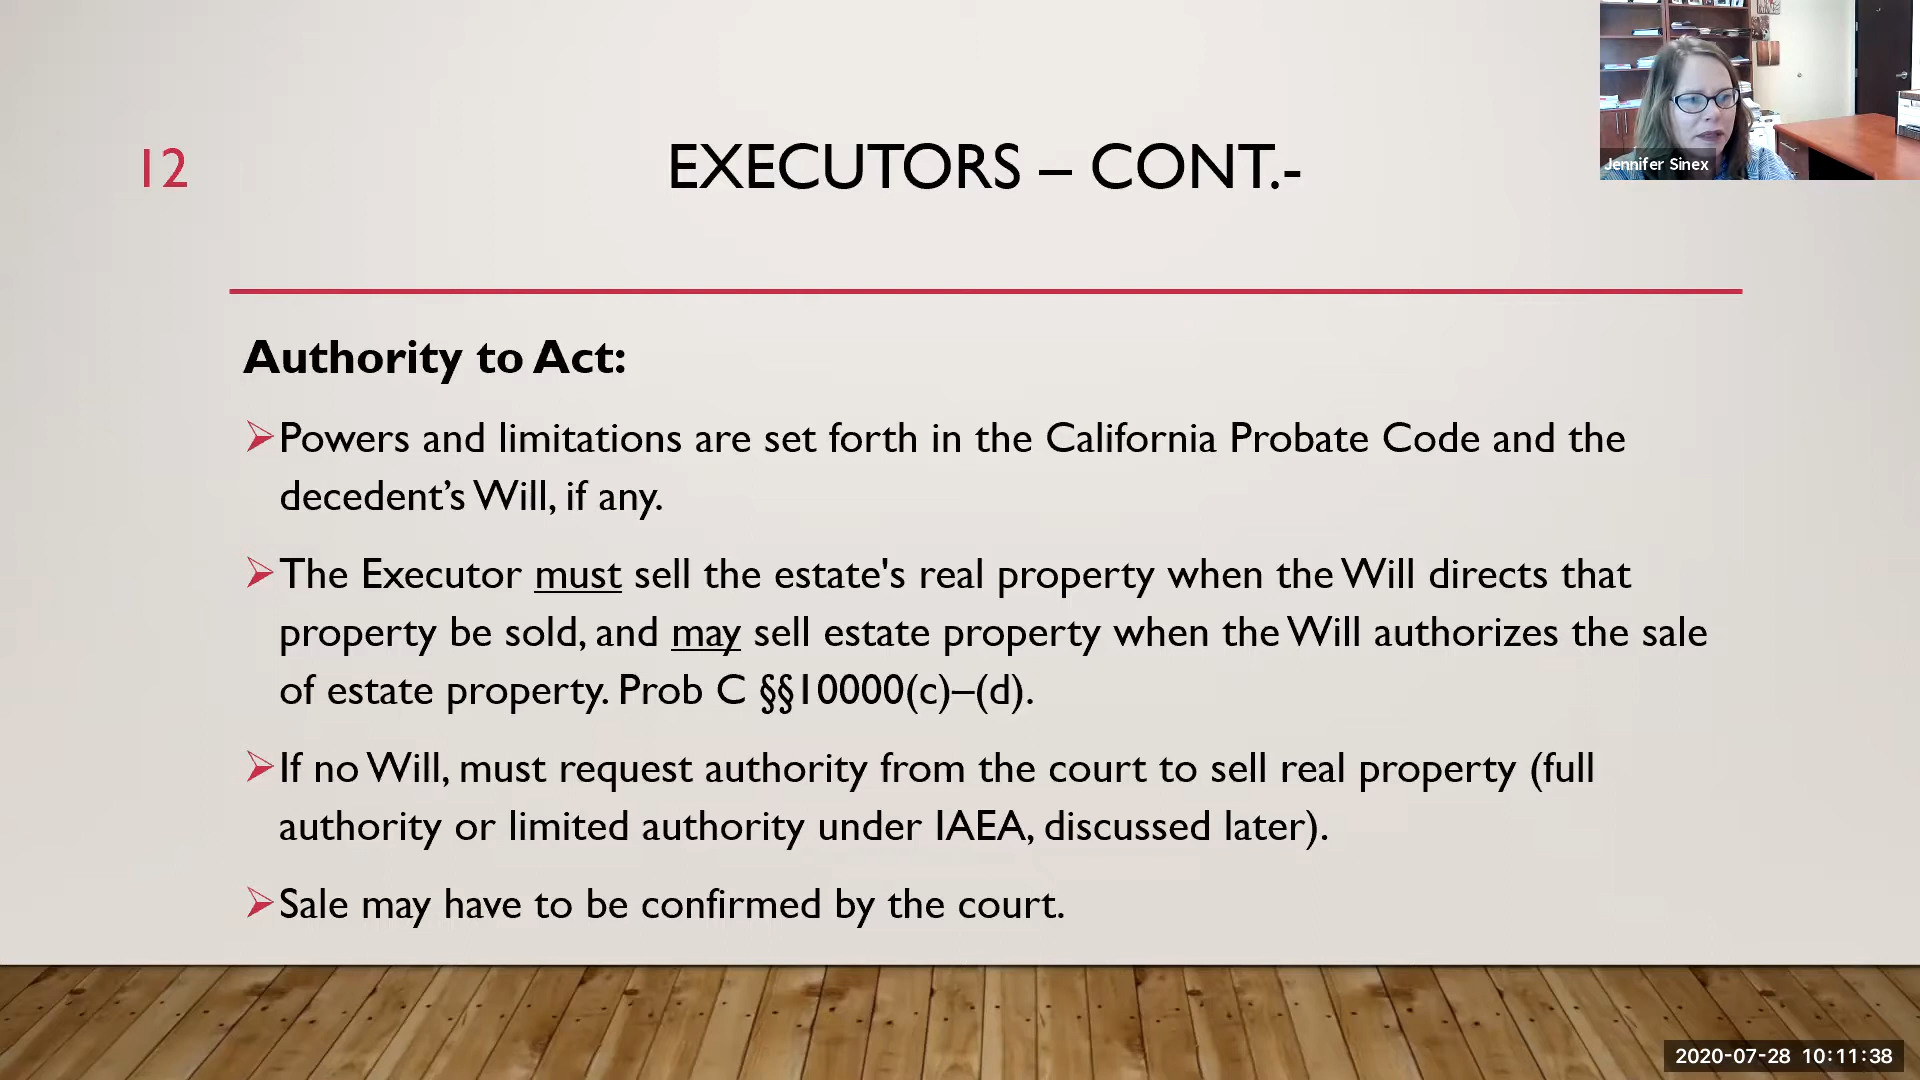 12
EXECUTORS – CONT.-
Jennifer Sinex
Authority to Act:
Powers and limitations are set forth in the California Probate Code and the
decedent’s Will, if any.
The Executor must sell the estate's real property when the Will directs that
property be sold, and may sell estate property when the Will authorizes the sale
of estate property. Prob C §§10000(c)–(d).
If no Will, must request authority from the court to sell real property (full
authority or limited authority under IAEA, discussed later).
Sale may have to be confirmed by the court.
2020-07-28 10:11:38